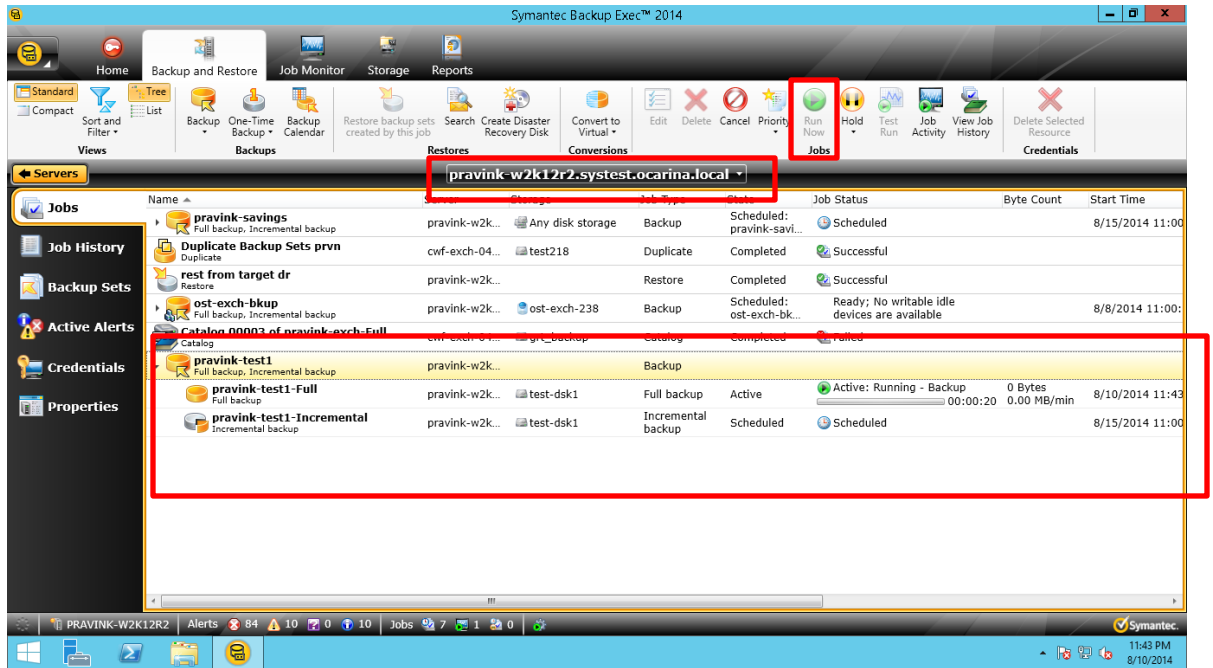 Symantec Backup Exec™ 2014
Home
Backup and Restore
Job Monitor
Storage
Reports
Standard
Compact
Sort and Filter
Tree
List
Views
Backup
One-Time Backup
Backup Calendar
Backups
Restore backup sets created by this job
Search
Create Disaster Recovery Disk
Restores
Convert to Virtual
Conversions
Edit
Delete
Cancel
Priority
Run Now
Hold
Test Run
Job Activity
View Job History
Jobs
Delete Selected Resource
Credentials
Servers
pravink-w2k12r2.systest.ocarina.local
Jobs
Job History
Backup Sets
Active Alerts
Credentials
Properties
Name Server Storage Job Type State Job Status Byte Count Start Time
pravink-savings
Full backup, Incremental backup
pravink-w2k... Any disk storage Backup Scheduled: pravink-savi... Scheduled 8/15/2014 11:00
Duplicate Backup Sets prvn
Duplicate
cwf-exch-04... test218 Duplicate Completed Successful
rest from target dr
Restore
pravink-w2k... Restore Completed Successful
ost-exch-bkup
Full backup, Incremental backup
pravink-w2k... ost-exch-238 Backup Scheduled: ost-exch-bk... Ready; No writable idle devices are available 8/8/2014 11:00:
Catalog 00003 of pravink-exch-Full
Catalog
cwf-exch-04... grt_backup Catalog Completed Failed
pravink-test1
Full backup, Incremental backup
pravink-w2k... Backup
pravink-test1-Full
Full backup
pravink-w2k... test-dsk1 Full backup Active Active: Running - Backup 00:00:20 0 Bytes 0.00 MB/min 8/10/2014 11:43
pravink-test1-Incremental
Incremental backup
pravink-w2k... test-dsk1 Incremental backup Scheduled Scheduled 8/15/2014 11:00
PRAVINK-W2K12R2 Alerts 84 10 0 10 Jobs 7 1 0
Symantec.
11:43 PM
8/10/2014